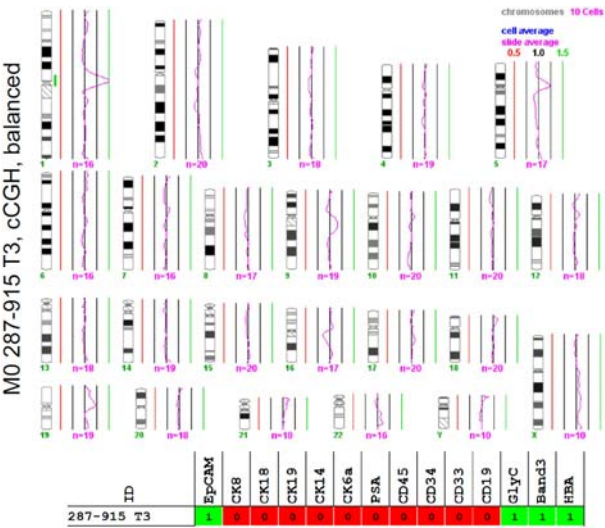 chromosomes 10 Cells
cell average
slide average
0.5 1.0 1.5
M0 287-915 T3, cCGH, balanced
1 n=16 2 n=20 3 n=18 4 n=19 5 n=17
6 n=16 7 n=16 8 n=17 9 n=19 10 n=20 11 n=20 12 n=18
13 n=18 14 n=19 15 n=20 16 n=17 17 n=20 18 n=20
19 n=19 20 n=18 21 n=10 22 n=16 Y n=10 X n=10
ID EpCAM CK8 CK18 CK19 CK14 CK6a PSA CD45 CD34 CD33 CD19 GlyC Band3 HBA
287-915 T3 1 0 0 0 0 0 0 0 0 0 0 1 1 1